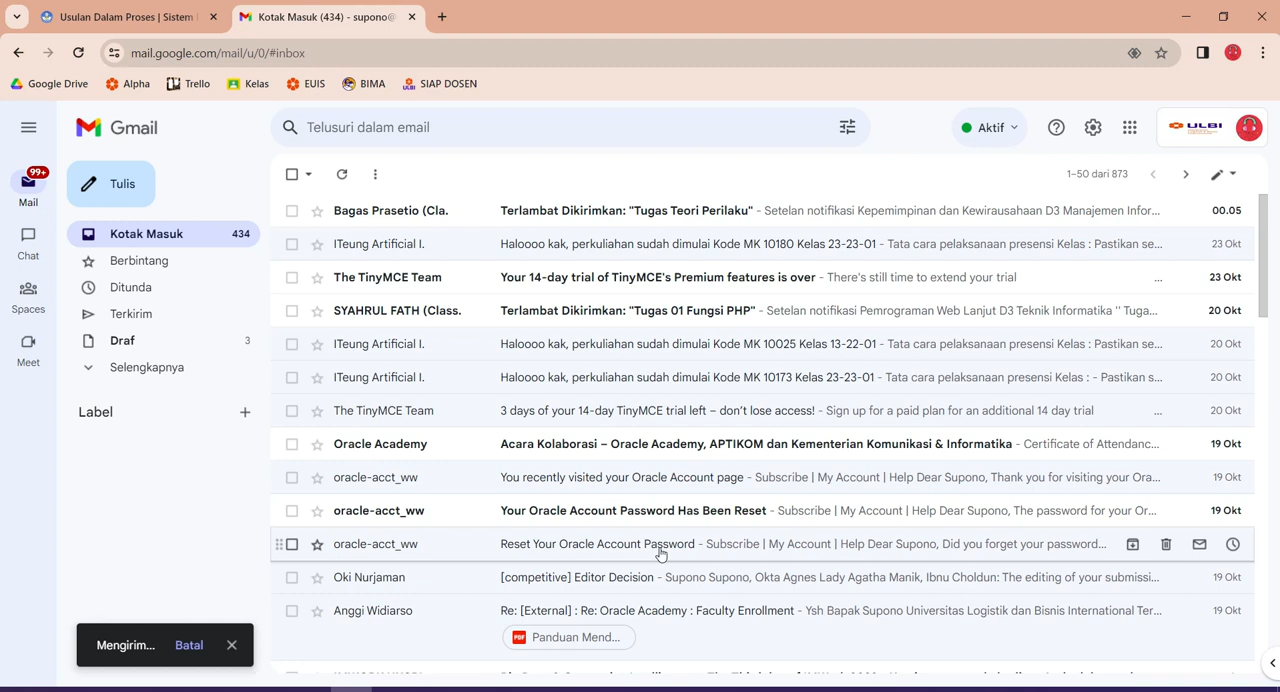 Usulan Dalam Proses | Sistem
Kotak Masuk (434) - supono@
mail.google.com/mail/u/0/#inbox
Google Drive Alpha Trello Kelas EUIS BIMA SIAP DOSEN
Gmail
Telusuri dalam email
Aktif
ULBI
Tulis
1–50 dari 873
99+
Mail
Chat
Spaces
Meet
Kotak Masuk 434
Berbintang
Ditunda
Terkirim
Draf 3
Selengkapnya
Label
Bagas Prasetio (Cla. Terlambat Dikirimkan: "Tugas Teori Perilaku" - Setelan notifikasi Kepemimpinan dan Kewirausahaan D3 Manajemen Infor... 00.05
ITeung Artificial I. Haloooo kak, perkuliahan sudah dimulai Kode MK 10180 Kelas 23-23-01 - Tata cara pelaksanaan presensi Kelas : Pastikan se... 23 Okt
The TinyMCE Team Your 14-day trial of TinyMCE's Premium features is over - There's still time to extend your trial ... 23 Okt
SYAHRUL FATH (Class. Terlambat Dikirimkan: "Tugas 01 Fungsi PHP" - Setelan notifikasi Pemrograman Web Lanjut D3 Teknik Informatika '' Tuga... 20 Okt
ITeung Artificial I. Haloooo kak, perkuliahan sudah dimulai Kode MK 10025 Kelas 13-22-01 - Tata cara pelaksanaan presensi Kelas : Pastikan se... 20 Okt
ITeung Artificial I. Haloooo kak, perkuliahan sudah dimulai Kode MK 10173 Kelas 23-23-01 - Tata cara pelaksanaan presensi Kelas : - Pastikan s... 20 Okt
The TinyMCE Team 3 days of your 14-day TinyMCE trial left – don't lose access! - Sign up for a paid plan for an additional 14 day trial ... 20 Okt
Oracle Academy Acara Kolaborasi – Oracle Academy, APTIKOM dan Kementerian Komunikasi & Informatika - Certificate of Attendanc... 19 Okt
oracle-acct_ww You recently visited your Oracle Account page - Subscribe | My Account | Help Dear Supono, Thank you for visiting your Ora... 19 Okt
oracle-acct_ww Your Oracle Account Password Has Been Reset - Subscribe | My Account | Help Dear Supono, The password for your Or... 19 Okt
oracle-acct_ww Reset Your Oracle Account Password - Subscribe | My Account | Help Dear Supono, Did you forget your password...
Oki Nurjaman [competitive] Editor Decision - Supono Supono, Okta Agnes Lady Agatha Manik, Ibnu Choldun: The editing of your submissi... 19 Okt
Anggi Widiarso Re: [External] : Re: Oracle Academy : Faculty Enrollment - Ysh Bapak Supono Universitas Logistik dan Bisnis International Ter... 19 Okt
PDF Panduan Mend...
Mengirim... Batal